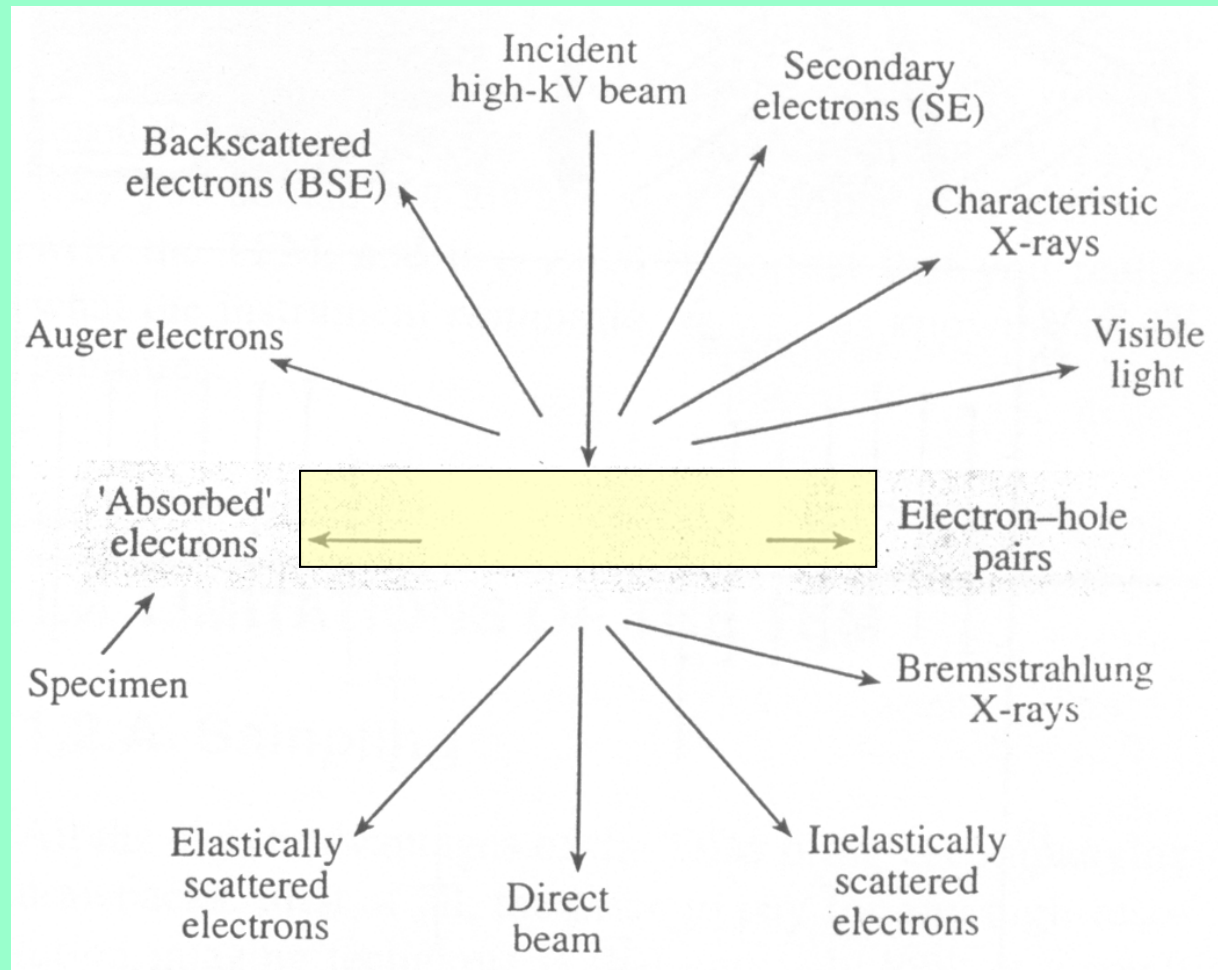 Incident
high-kV beam
Secondary
electrons (SE)
Backscattered
electrons (BSE)
Characteristic
X-rays
Auger electrons
Visible
light
'Absorbed'
electrons
Electron–hole
pairs
Specimen
Bremsstrahlung
X-rays
Elastically
scattered
electrons
Direct
beam
Inelastically
scattered
electrons